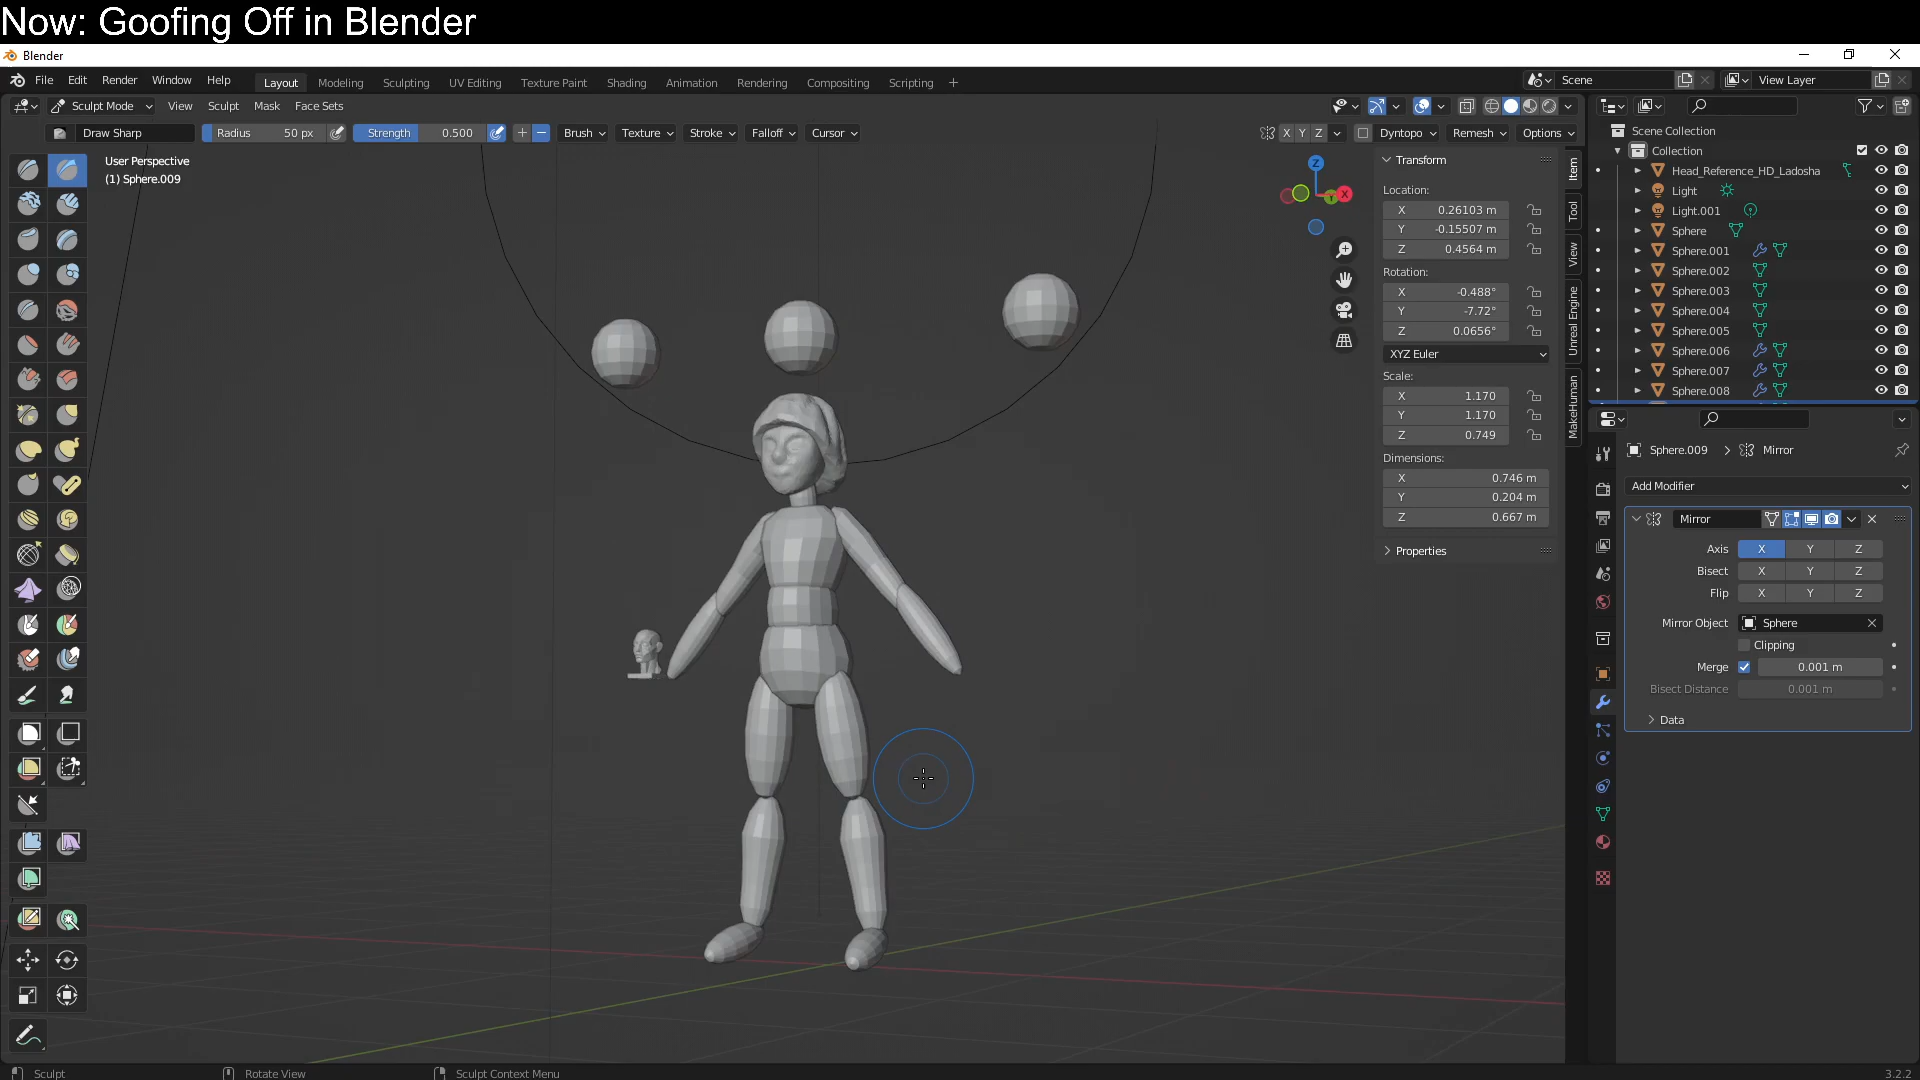 Now: Goofing Off in Blender
Blender
File Edit Render Window Help Layout Modeling Sculpting UV Editing Texture Paint Shading Animation Rendering Compositing Scripting + Scene View Layer
Sculpt Mode View Sculpt Mask Face Sets
Draw Sharp Radius 50 px Strength 0.500 + − Brush Texture Stroke Falloff Cursor X Y Z Dyntopo Remesh Options
User Perspective
(1) Sphere.009
Z
X
Y
Transform
Location:
X 0.26103 m
Y -0.15507 m
Z 0.4564 m
Rotation:
X -0.488°
Y -7.72°
Z 0.0656°
XYZ Euler
Scale:
X 1.170
Y 1.170
Z 0.749
Dimensions:
X 0.746 m
Y 0.204 m
Z 0.667 m
Properties
Item
Tool
View
Unreal Engine
MakeHuman
Scene Collection
Collection
Head_Reference_HD_Ladosha
Light
Light.001
Sphere
Sphere.001
Sphere.002
Sphere.003
Sphere.004
Sphere.005
Sphere.006
Sphere.007
Sphere.008
Sphere.009 > Mirror
Add Modifier
Mirror
Axis X Y Z
Bisect X Y Z
Flip X Y Z
Mirror Object Sphere
Clipping
Merge 0.001 m
Bisect Distance 0.001 m
Data
Sculpt Rotate View Sculpt Context Menu 3.2.2